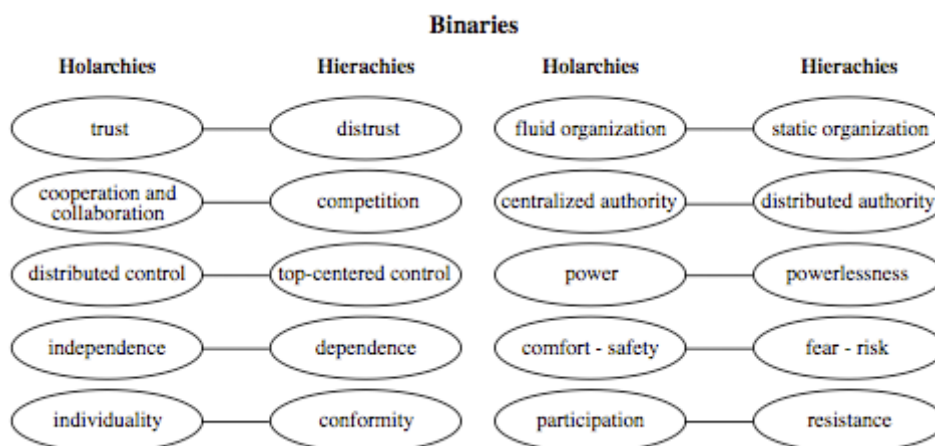 Binaries
Holarchies Hierachies Holarchies Hierachies
trust distrust fluid organization static organization
cooperation and
collaboration competition centralized authority distributed authority
distributed control top-centered control power powerlessness
independence dependence comfort - safety fear - risk
individuality conformity participation resistance